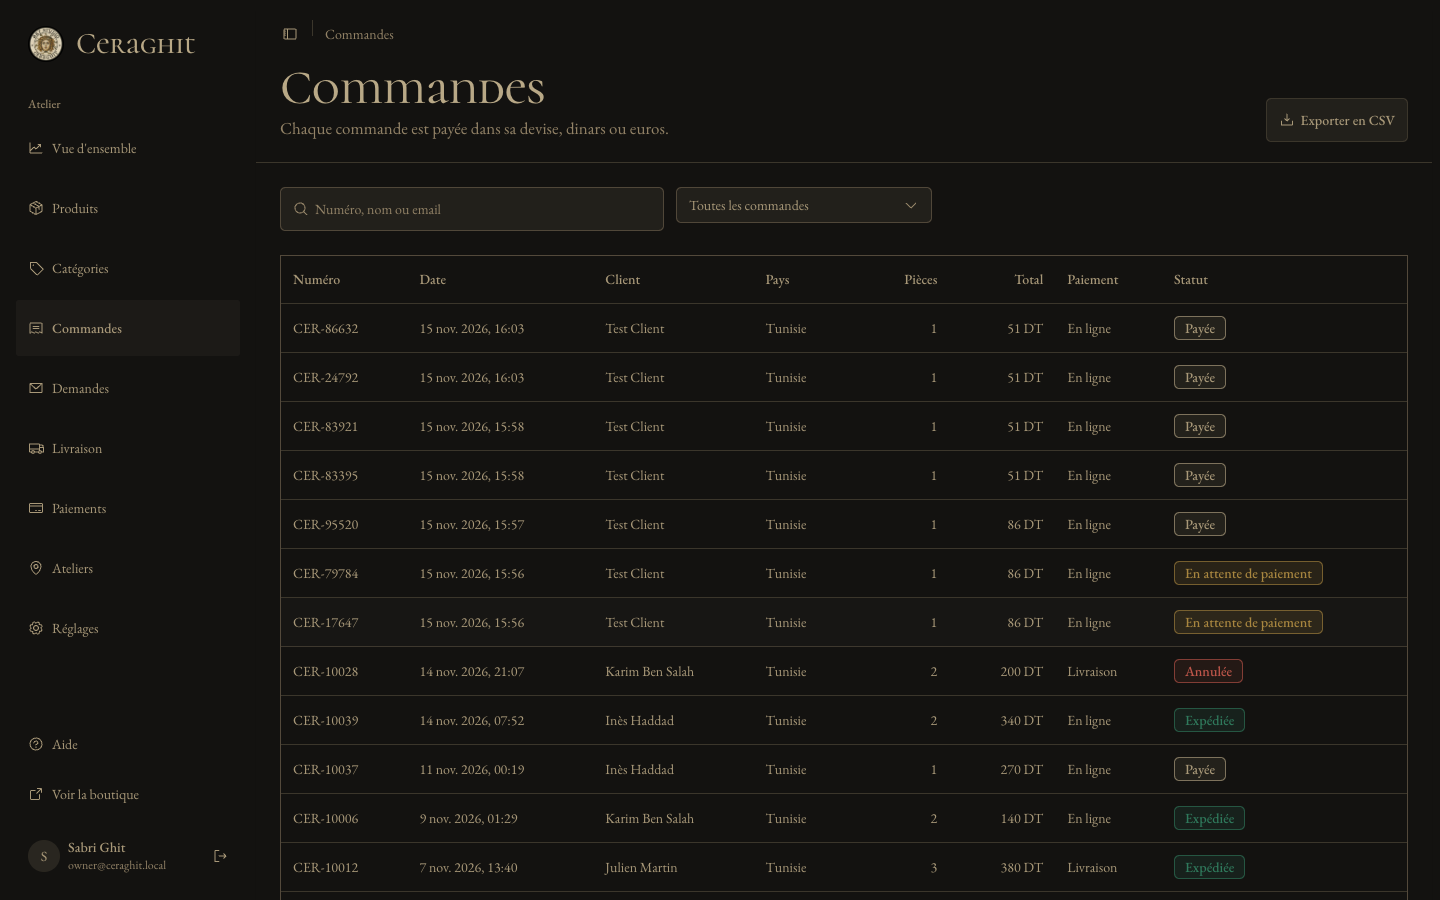 Ceraghit
Commandes
Commandes
Chaque commande est payée dans sa devise, dinars ou euros.
Exporter en CSV
Atelier
Vue d'ensemble
Produits
Catégories
Commandes
Demandes
Livraison
Paiements
Ateliers
Réglages
Aide
Voir la boutique
S
Sabri Ghit
owner@ceraghit.local
Numéro, nom ou email
Toutes les commandes
Numéro Date Client Pays Pièces Total Paiement Statut
CER-86632 15 nov. 2026, 16:03 Test Client Tunisie 1 51 DT En ligne Payée
CER-24792 15 nov. 2026, 16:03 Test Client Tunisie 1 51 DT En ligne Payée
CER-83921 15 nov. 2026, 15:58 Test Client Tunisie 1 51 DT En ligne Payée
CER-83395 15 nov. 2026, 15:58 Test Client Tunisie 1 51 DT En ligne Payée
CER-95520 15 nov. 2026, 15:57 Test Client Tunisie 1 86 DT En ligne Payée
CER-79784 15 nov. 2026, 15:56 Test Client Tunisie 1 86 DT En ligne En attente de paiement
CER-17647 15 nov. 2026, 15:56 Test Client Tunisie 1 86 DT En ligne En attente de paiement
CER-10028 14 nov. 2026, 21:07 Karim Ben Salah Tunisie 2 200 DT Livraison Annulée
CER-10039 14 nov. 2026, 07:52 Inès Haddad Tunisie 2 340 DT En ligne Expédiée
CER-10037 11 nov. 2026, 00:19 Inès Haddad Tunisie 1 270 DT En ligne Payée
CER-10006 9 nov. 2026, 01:29 Karim Ben Salah Tunisie 2 140 DT En ligne Expédiée
CER-10012 7 nov. 2026, 13:40 Julien Martin Tunisie 3 380 DT Livraison Expédiée